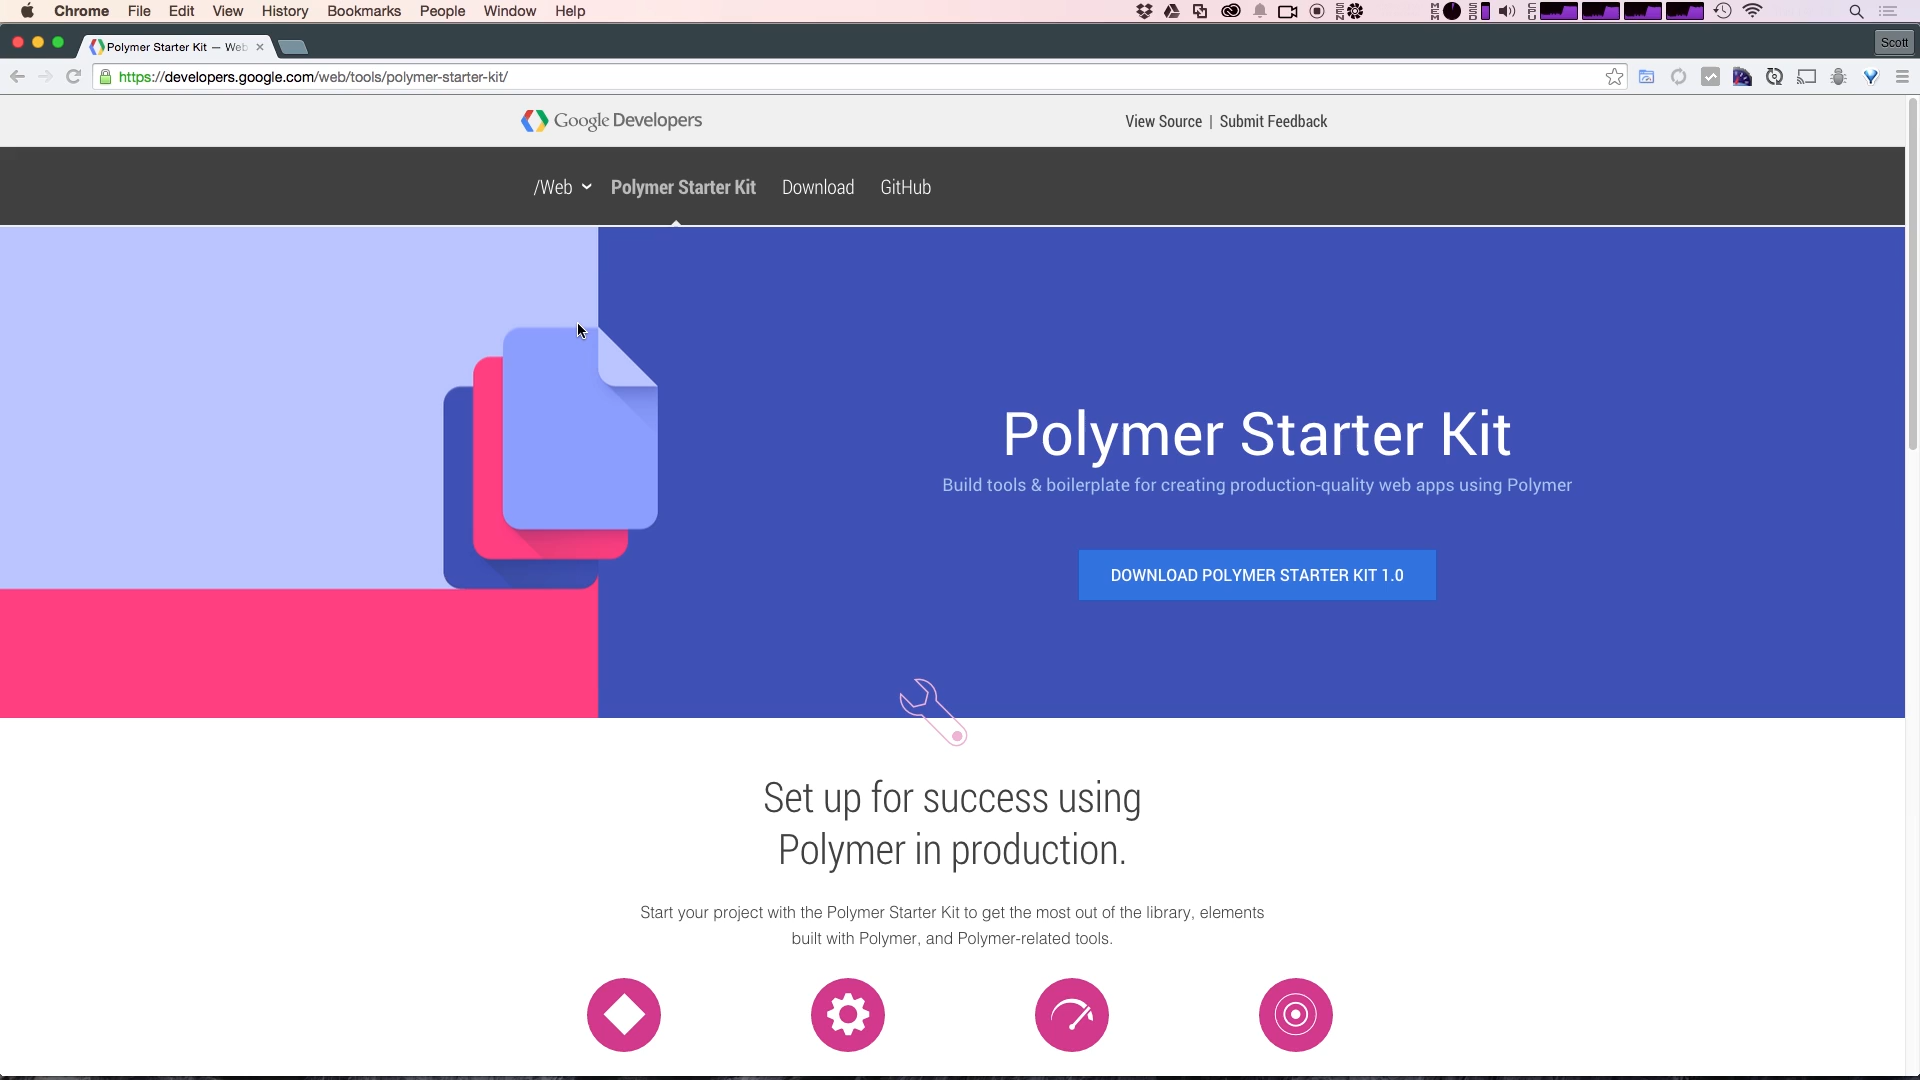 Chrome File Edit View History Bookmarks People Window Help
Polymer Starter Kit — Web
Scott
https://developers.google.com/web/tools/polymer-starter-kit/
Google Developers
View Source | Submit Feedback
/Web Polymer Starter Kit Download GitHub
Polymer Starter Kit
Build tools & boilerplate for creating production-quality web apps using Polymer
DOWNLOAD POLYMER STARTER KIT 1.0
Set up for success using
Polymer in production.
Start your project with the Polymer Starter Kit to get the most out of the library, elements
built with Polymer, and Polymer-related tools.